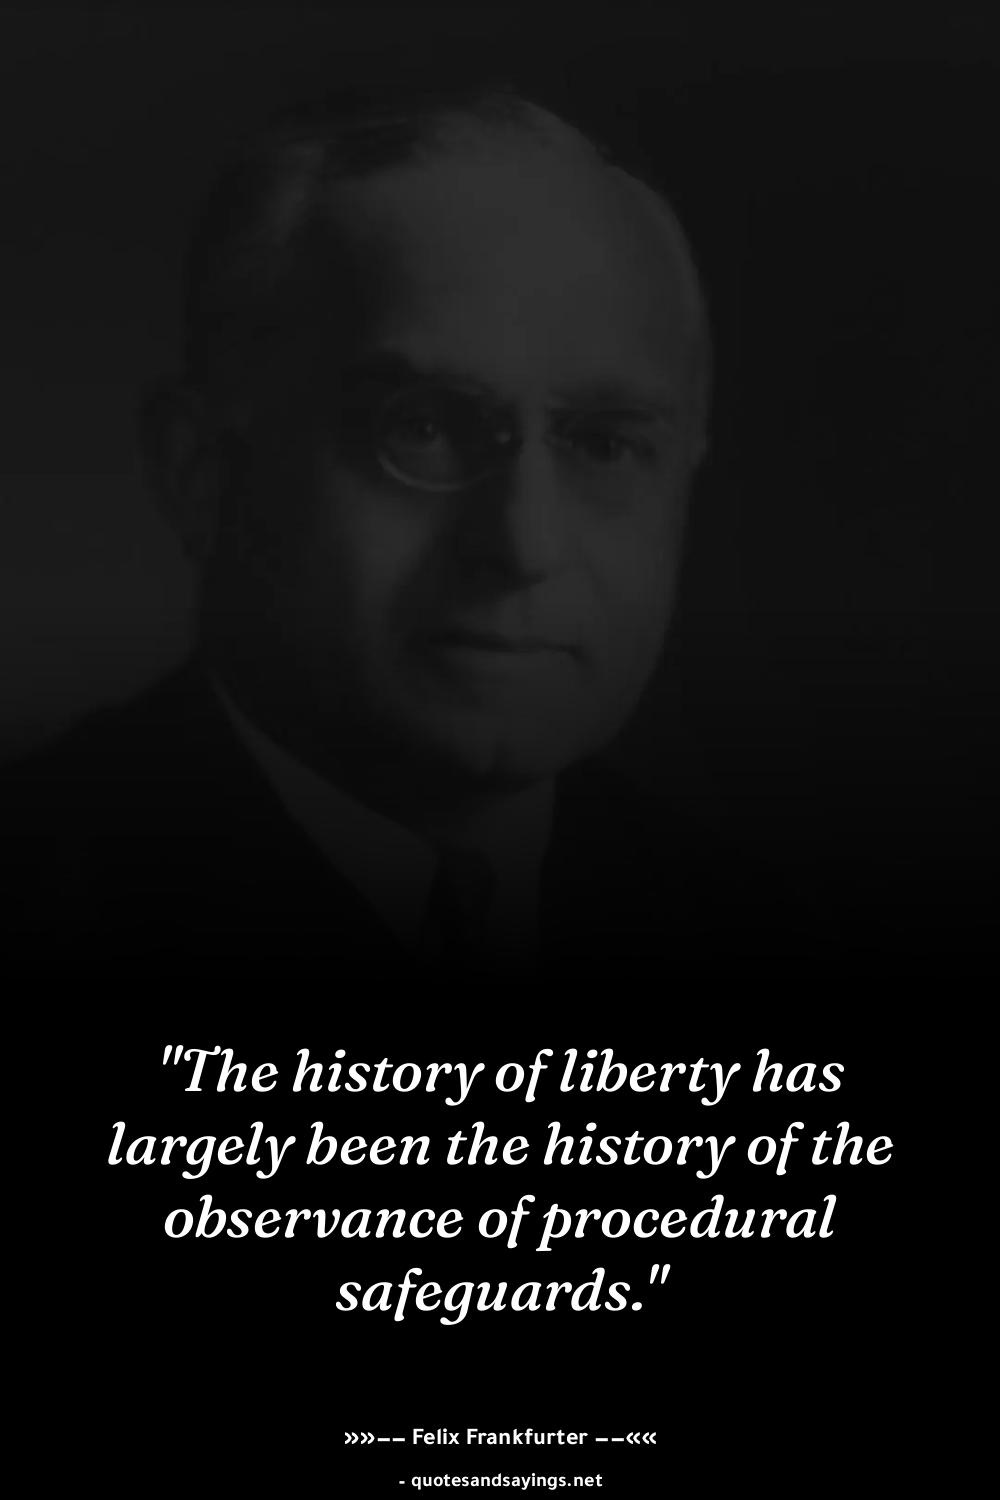 "The history of liberty has
largely been the history of the
observance of procedural
safeguards."
»»–– Felix Frankfurter ––««
- quotesandsayings.net